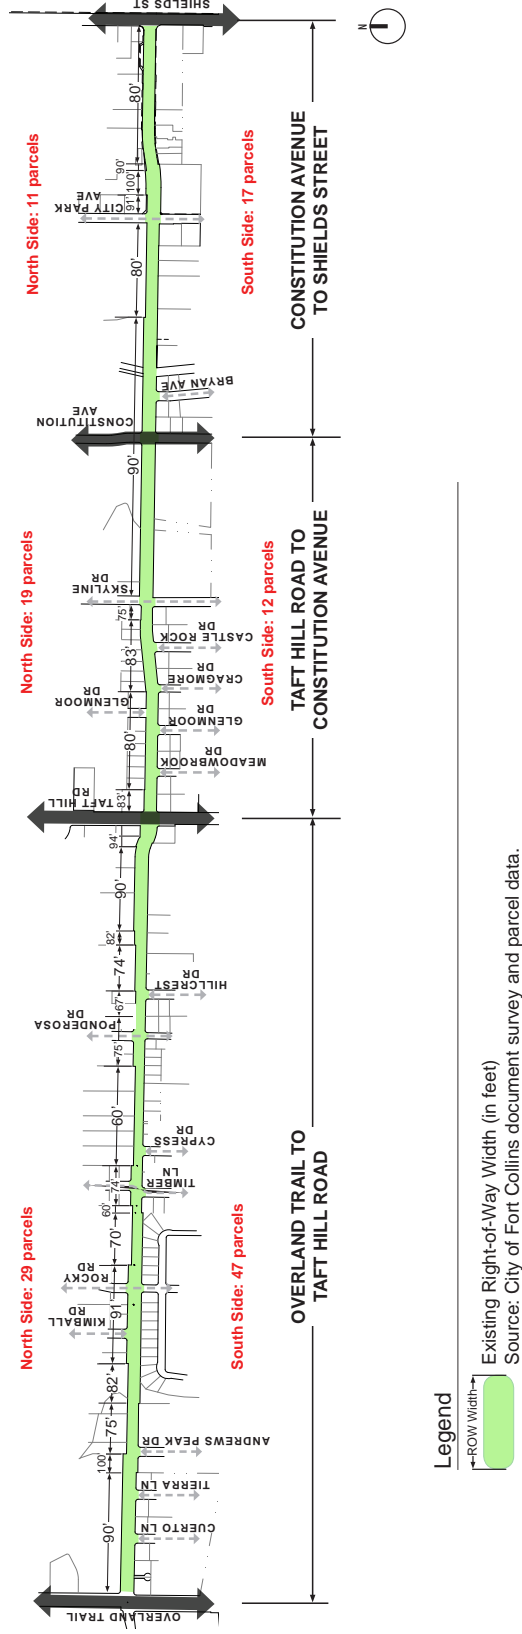 OVERLAND TRAIL
CUERTO LN
TIERRA LN
ANDREWS PEAK DR
KIMBALL
RD
ROCKY
RD
TIMBER
LN
CYPRESS
DR
PONDEROSA
DR
HILLCREST
DR
TAFT HILL
RD
MEADOWBROOK
DR
GLENMOOR
DR
GLENMOOR
DR
CRAGMORE
DR
CASTLE ROCK
DR
SKYLINE
DR
CONSTITUTION
AVE
BRYAN AVE
CITY PARK
AVE
SHIELDS ST
90'
100'
75'
82'
91'
70'
60'
74'
60'
75'
67'
74'
82'
90'
94'
83'
80'
83'
75'
90'
80'
91'
100'
90'
80'
North Side: 29 parcels
North Side: 19 parcels
North Side: 11 parcels
South Side: 47 parcels
South Side: 12 parcels
South Side: 17 parcels
OVERLAND TRAIL TO
TAFT HILL ROAD
TAFT HILL ROAD TO
CONSTITUTION AVENUE
CONSTITUTION AVENUE
TO SHIELDS STREET
N
Legend
ROW Width
Existing Right-of-Way Width (in feet)
Source: City of Fort Collins document survey and parcel data.